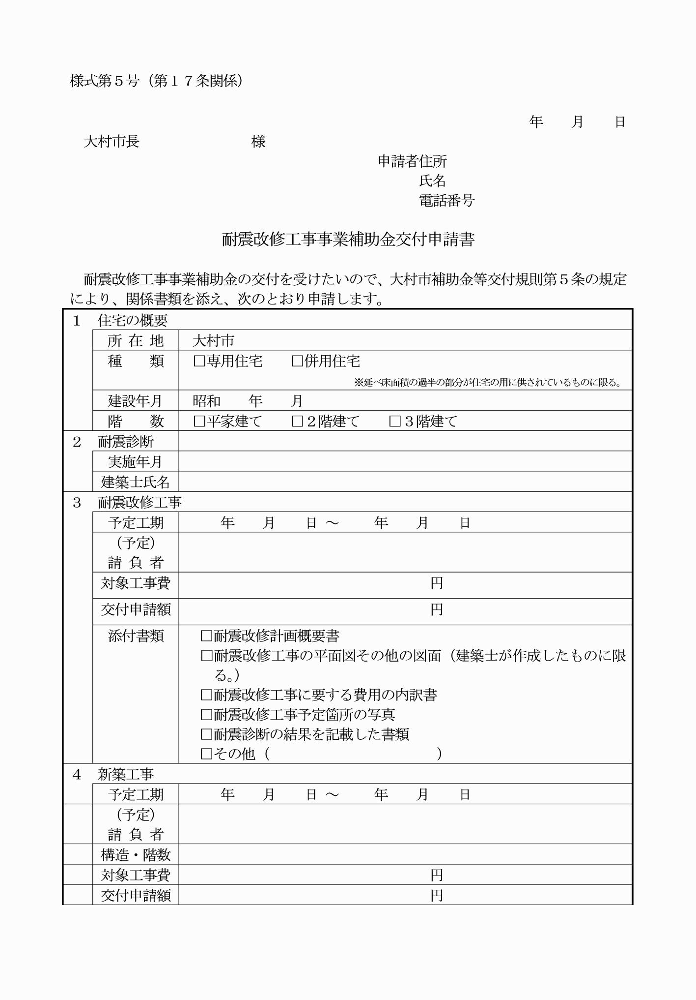 様式第５号（第１７条関係）
年　　月　　日
大村市長　　　　　　　　様
申請者住所
氏名
電話番号
耐震改修工事事業補助金交付申請書
　耐震改修工事事業補助金の交付を受けたいので、大村市補助金等交付規則第５条の規定
により、関係書類を添え、次のとおり申請します。
１　住宅の概要
所 在 地　大村市
種　　類　□専用住宅　　□併用住宅
※延べ床面積の過半の部分が住宅の用に供されているものに限る。
建設年月　昭和　　年　　月
階　　数　□平家建て　　□２階建て　　□３階建て
２　耐震診断
実施年月
建築士氏名
３　耐震改修工事
予定工期　　　年　　月　　日 ～　　年　　月　　日
（予定）
請 負 者
対象工事費　　円
交付申請額　　円
添付書類　□耐震改修計画概要書
□耐震改修工事の平面図その他の図面（建築士が作成したものに限
る。）
□耐震改修工事に要する費用の内訳書
□耐震改修工事予定箇所の写真
□耐震診断の結果を記載した書類
□その他（　　　　　　　　　　　　）
４　新築工事
予定工期　　　年　　月　　日 ～　　年　　月　　日
（予定）
請 負 者
構造・階数
対象工事費　　円
交付申請額　　円